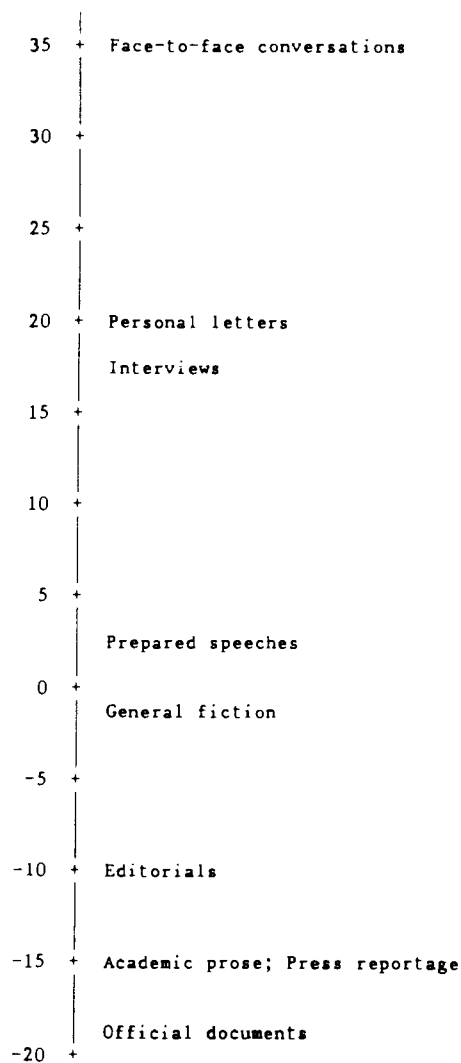 35 + Face-to-face conversations
30 +
25 +
20 + Personal letters
Interviews
15 +
10 +
5 +
Prepared speeches
0 +
General fiction
-5 +
-10 + Editorials
-15 + Academic prose; Press reportage
Official documents
-20 +